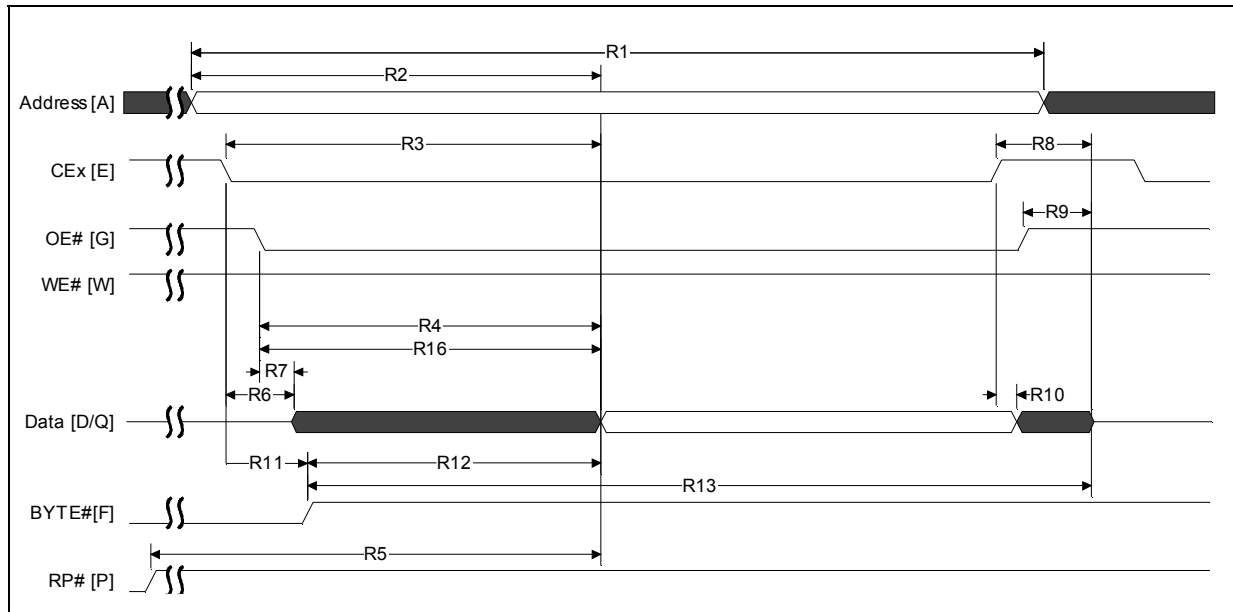 R1
R2
Address [A]
R3
R8
CEx [E]
R9
OE# [G]
WE# [W]
R4
R16
R7
R6
R10
Data [D/Q]
R11
R12
R13
BYTE#[F]
R5
RP# [P]